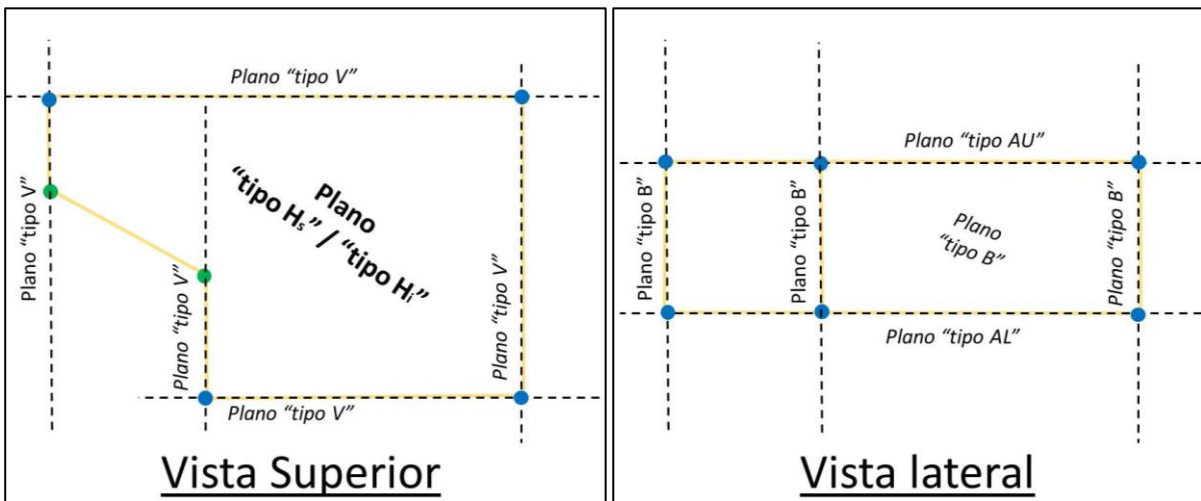 Plano “tipo V”
Plano “tipo V”
Plano
“tipo Hₛ” / “tipo Hᵢ”
Plano “tipo V”
Plano “tipo V”
Plano “tipo V”
Vista Superior
Plano “tipo AU”
Plano “tipo B”
Plano “tipo B”
Plano
“tipo B”
Plano “tipo B”
Plano “tipo AL”
Vista lateral